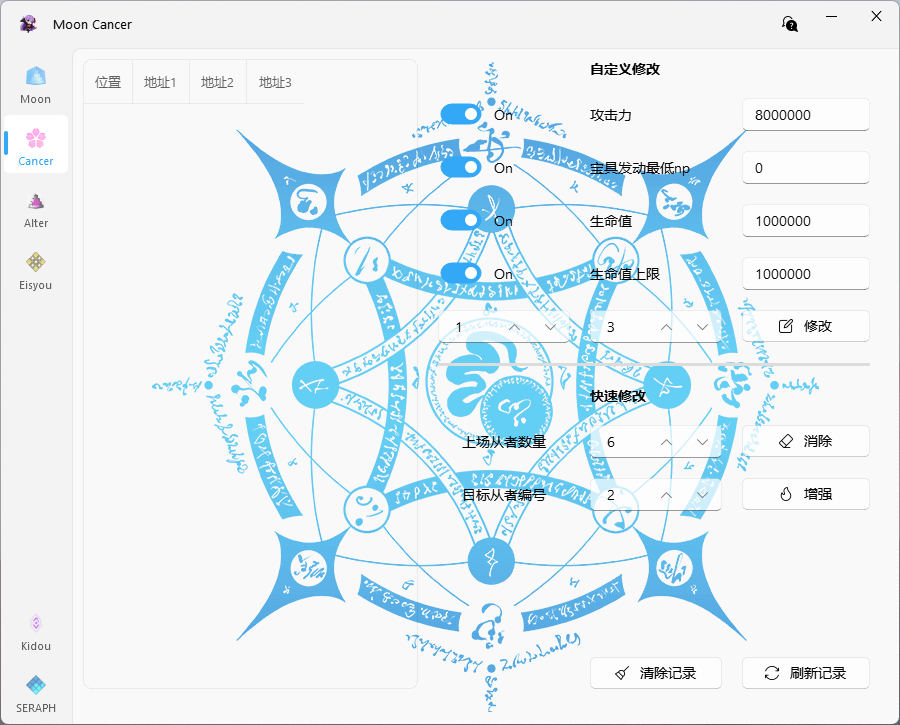 Moon Cancer
Moon
Cancer
Alter
Eisyou
Kidou
SERAPH
位置 地址1 地址2 地址3
自定义修改
On 攻击力 8000000
On 宝具发动最低np 0
On 生命值 1000000
On 生命值上限 1000000
1 3 修改
快速修改
上场从者数量 6 消除
目标从者编号 2 增强
清除记录 刷新记录